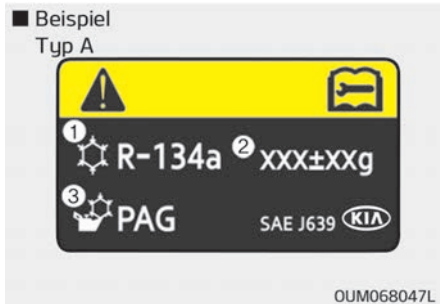 ■ Beispiel
Typ A
① R-134a ② xxx±xxg
③ PAG SAE J639 KIA
OUM068047L